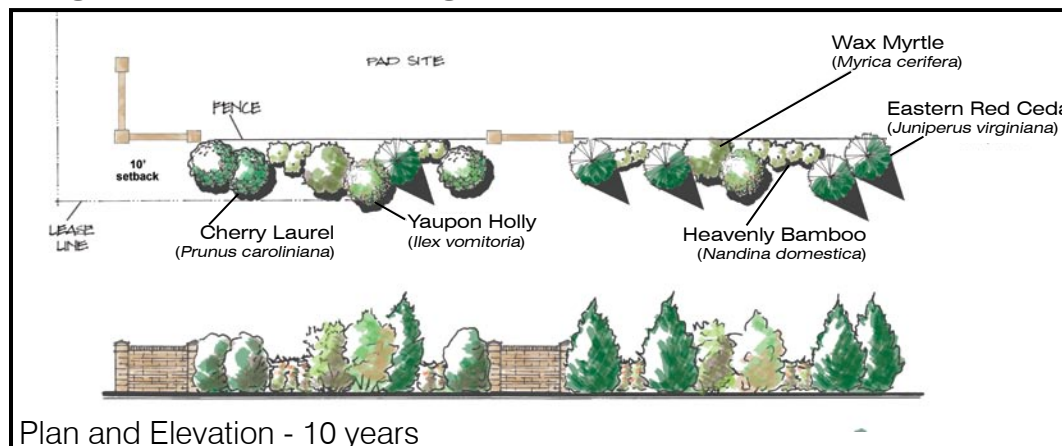 PAD SITE
Wax Myrtle
(Myrica cerifera)
FENCE
Eastern Red Ceda
(Juniperus virginiana)
10'
setback
LEASE
LINE
Cherry Laurel
(Prunus caroliniana)
Yaupon Holly
(Ilex vomitoria)
Heavenly Bamboo
(Nandina domestica)
Plan and Elevation - 10 years